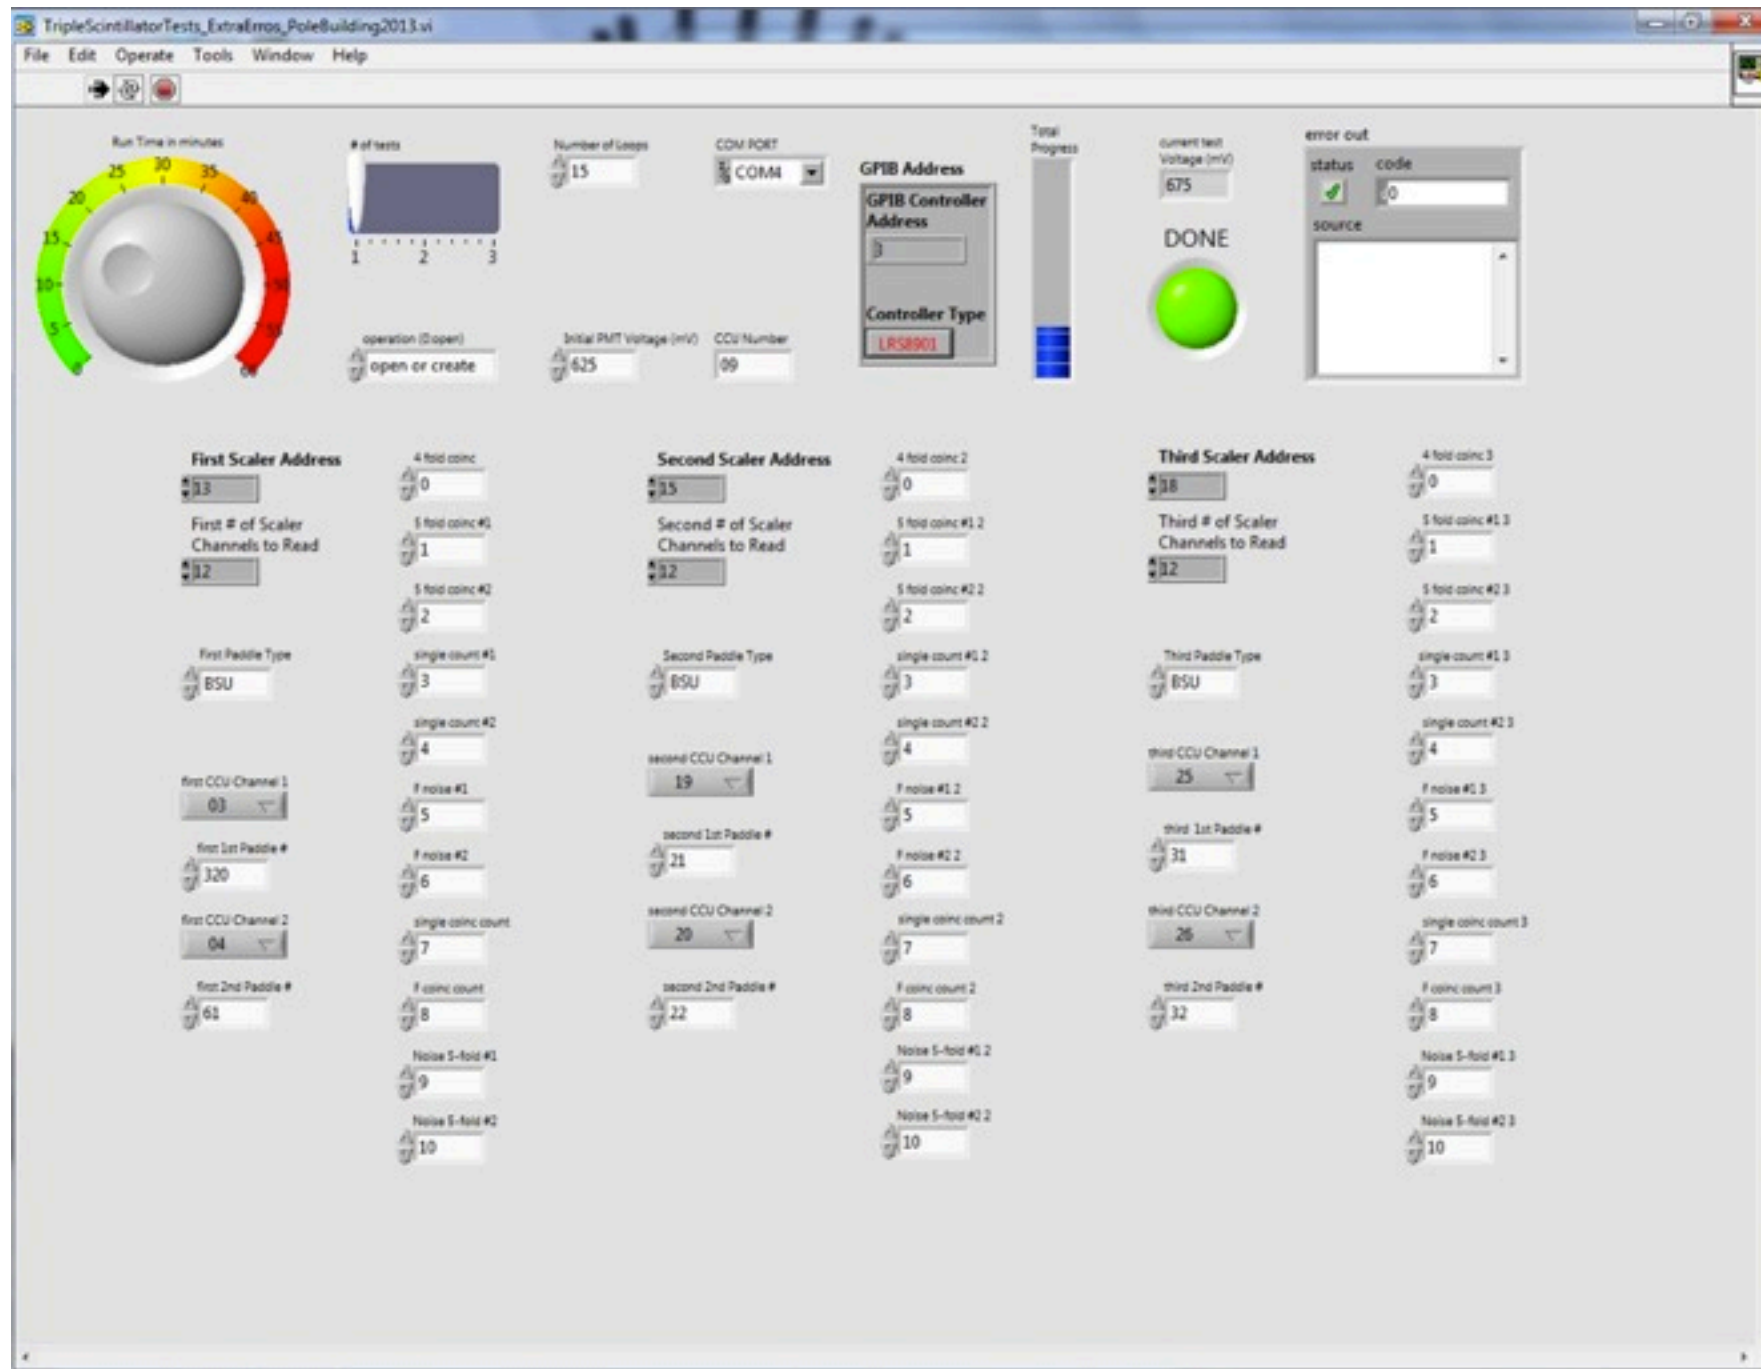 TripleScintillatorTests_ExtraErros_PoleBuilding2013.vi
File Edit Operate Tools Window Help
Run Time in minutes
0 5 10 15 20 25 30 35 40 45 50 55 60
# of tests
1 2 3
Number of Loops
15
COM PORT
COM4
operation (0:open)
open or create
Initial PMT Voltage (mV)
625
CCU Number
09
GPIB Address
GPIB Controller
Address
3
Controller Type
LRS8901
Total
Progress
current test
Voltage (mV)
675
DONE
error out
status code
0
source
First Scaler Address
13
First # of Scaler
Channels to Read
12
First Paddle Type
BSU
first CCU Channel 1
03
first 1st Paddle #
320
first CCU Channel 2
04
first 2nd Paddle #
61
4 fold coinc
0
5 fold coinc #1
1
5 fold coinc #2
2
single count #1
3
single count #2
4
F noise #1
5
F noise #2
6
single coinc count
7
F coinc count
8
Noise 5-fold #1
9
Noise 5-fold #2
10
Second Scaler Address
15
Second # of Scaler
Channels to Read
12
Second Paddle Type
BSU
second CCU Channel 1
19
second 1st Paddle #
21
second CCU Channel 2
20
second 2nd Paddle #
22
4 fold coinc 2
0
5 fold coinc #1 2
1
5 fold coinc #2 2
2
single count #1 2
3
single count #2 2
4
F noise #1 2
5
F noise #2 2
6
single coinc count 2
7
F coinc count 2
8
Noise 5-fold #1 2
9
Noise 5-fold #2 2
10
Third Scaler Address
18
Third # of Scaler
Channels to Read
12
Third Paddle Type
BSU
third CCU Channel 1
25
third 1st Paddle #
31
third CCU Channel 2
26
third 2nd Paddle #
32
4 fold coinc 3
0
5 fold coinc #1 3
1
5 fold coinc #2 3
2
single count #1 3
3
single count #2 3
4
F noise #1 3
5
F noise #2 3
6
single coinc count 3
7
F coinc count 3
8
Noise 5-fold #1 3
9
Noise 5-fold #2 3
10